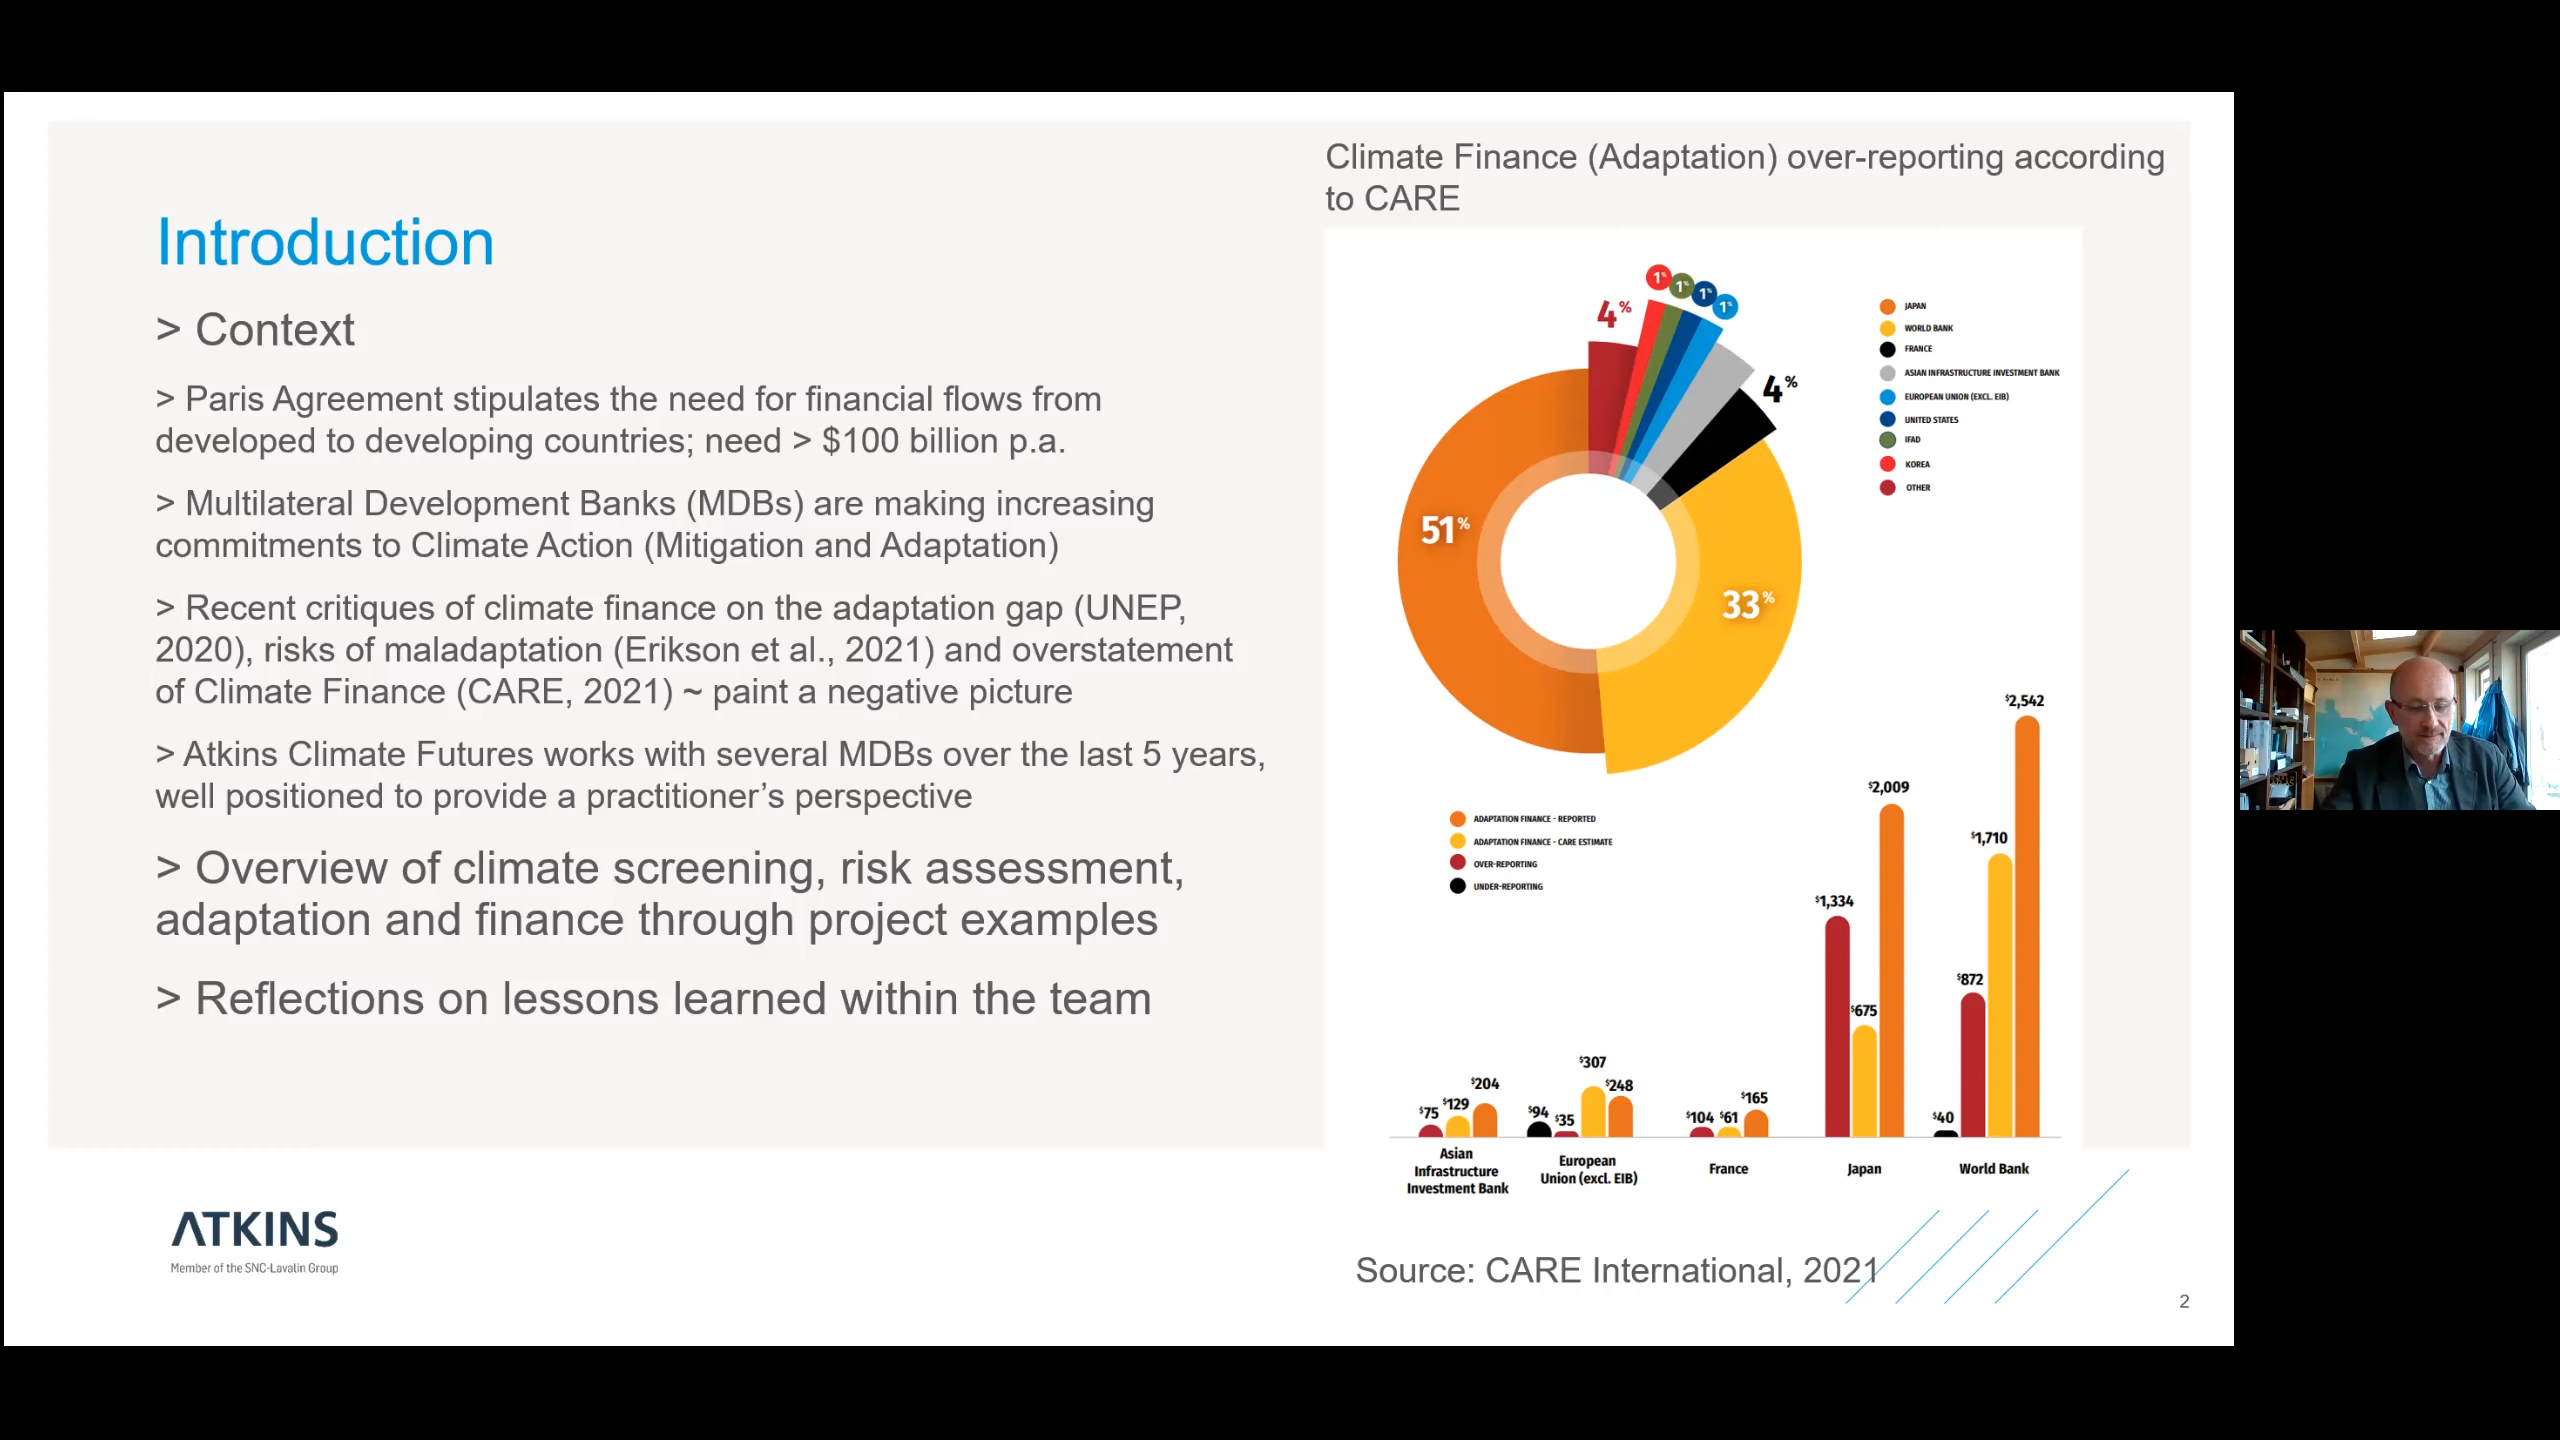 Climate Finance (Adaptation) over-reporting according
to CARE
Introduction
> Context
> Paris Agreement stipulates the need for financial flows from
developed to developing countries; need > $100 billion p.a.
> Multilateral Development Banks (MDBs) are making increasing
commitments to Climate Action (Mitigation and Adaptation)
> Recent critiques of climate finance on the adaptation gap (UNEP,
2020), risks of maladaptation (Erikson et al., 2021) and overstatement
of Climate Finance (CARE, 2021) ~ paint a negative picture
> Atkins Climate Futures works with several MDBs over the last 5 years,
well positioned to provide a practitioner’s perspective
> Overview of climate screening, risk assessment,
adaptation and finance through project examples
> Reflections on lessons learned within the team
4%
1%
1%
1%
1%
4%
51%
33%
JAPAN
WORLD BANK
FRANCE
ASIAN INFRASTRUCTURE INVESTMENT BANK
EUROPEAN UNION (EXCL. EIB)
UNITED STATES
IFAD
KOREA
OTHER
ADAPTATION FINANCE - REPORTED
ADAPTATION FINANCE - CARE ESTIMATE
OVER-REPORTING
UNDER-REPORTING
$75
$129
$204
$94
$35
$307
$248
$104
$61
$165
$1,334
$675
$2,009
$40
$872
$1,710
$2,542
Asian
Infrastructure
Investment Bank
European
Union (excl. EIB)
France
Japan
World Bank
Source: CARE International, 2021
ATKINS
Member of the SNC-Lavalin Group
2